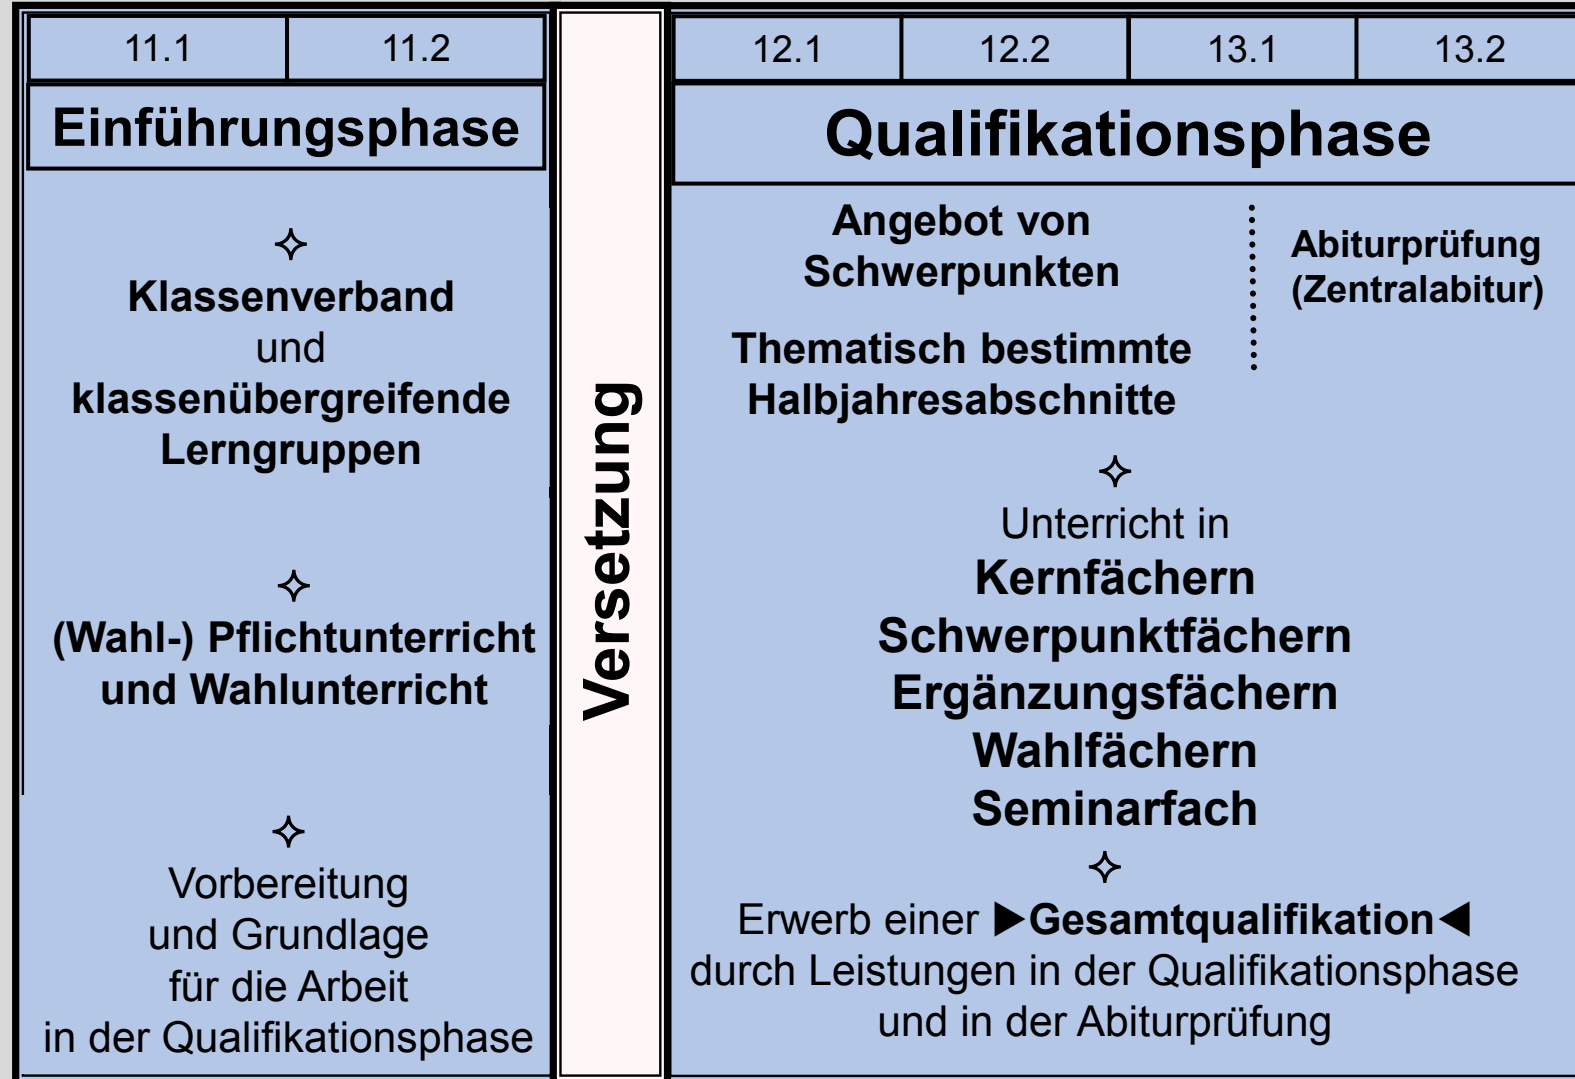 11.1
11.2
Einführungsphase
Klassenverband
und
klassenübergreifende
Lerngruppen
(Wahl-) Pflichtunterricht
und Wahlunterricht
Vorbereitung
und Grundlage
für die Arbeit
in der Qualifikationsphase
Versetzung
12.1
12.2
13.1
13.2
Qualifikationsphase
Angebot von
Schwerpunkten
Thematisch bestimmte
Halbjahresabschnitte
Abiturprüfung
(Zentralabitur)
Unterricht in
Kernfächern
Schwerpunktfächern
Ergänzungsfächern
Wahlfächern
Seminarfach
Erwerb einer ▶Gesamtqualifikation◀
durch Leistungen in der Qualifikationsphase
und in der Abiturprüfung